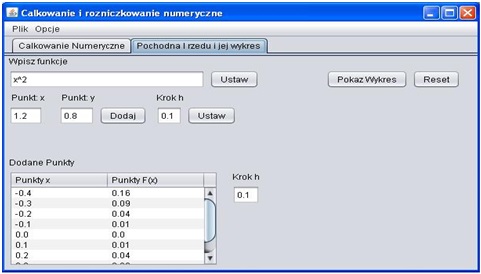 Calkowanie i rozniczkowanie numeryczne
Plik Opcje
Calkowanie Numeryczne Pochodna I rzedu i jej wykres
Wpisz funkcje
x^2 Ustaw Pokaz Wykres Reset
Punkt: x Punkt: y Krok h
1.2 0.8 Dodaj 0.1 Ustaw
Dodane Punkty Krok h
Punkty x Punkty F(x)
-0.4 0.16 0.1
-0.3 0.09
-0.2 0.04
-0.1 0.01
0.0 0.0
0.1 0.01
0.2 0.04